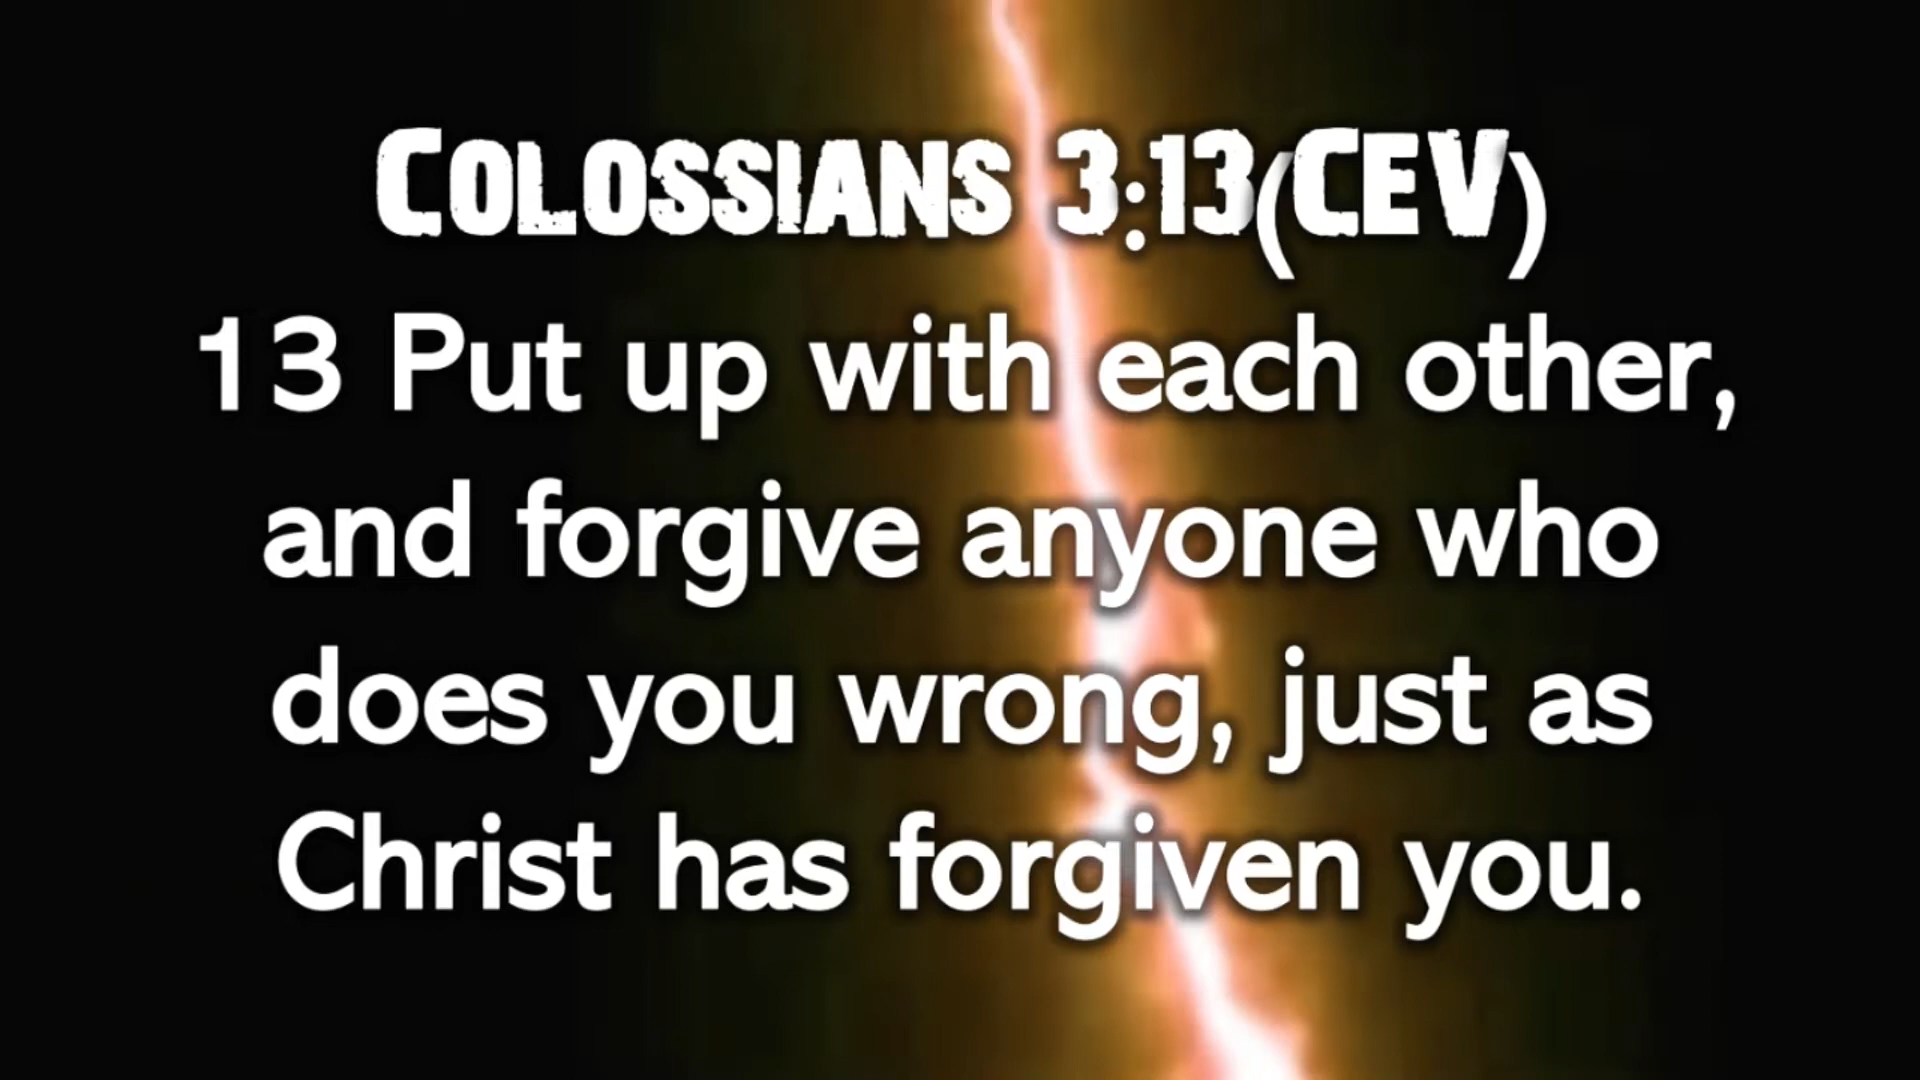 Colossians 3:13(CEV)
13 Put up with each other,
and forgive anyone who
does you wrong, just as
Christ has forgiven you.